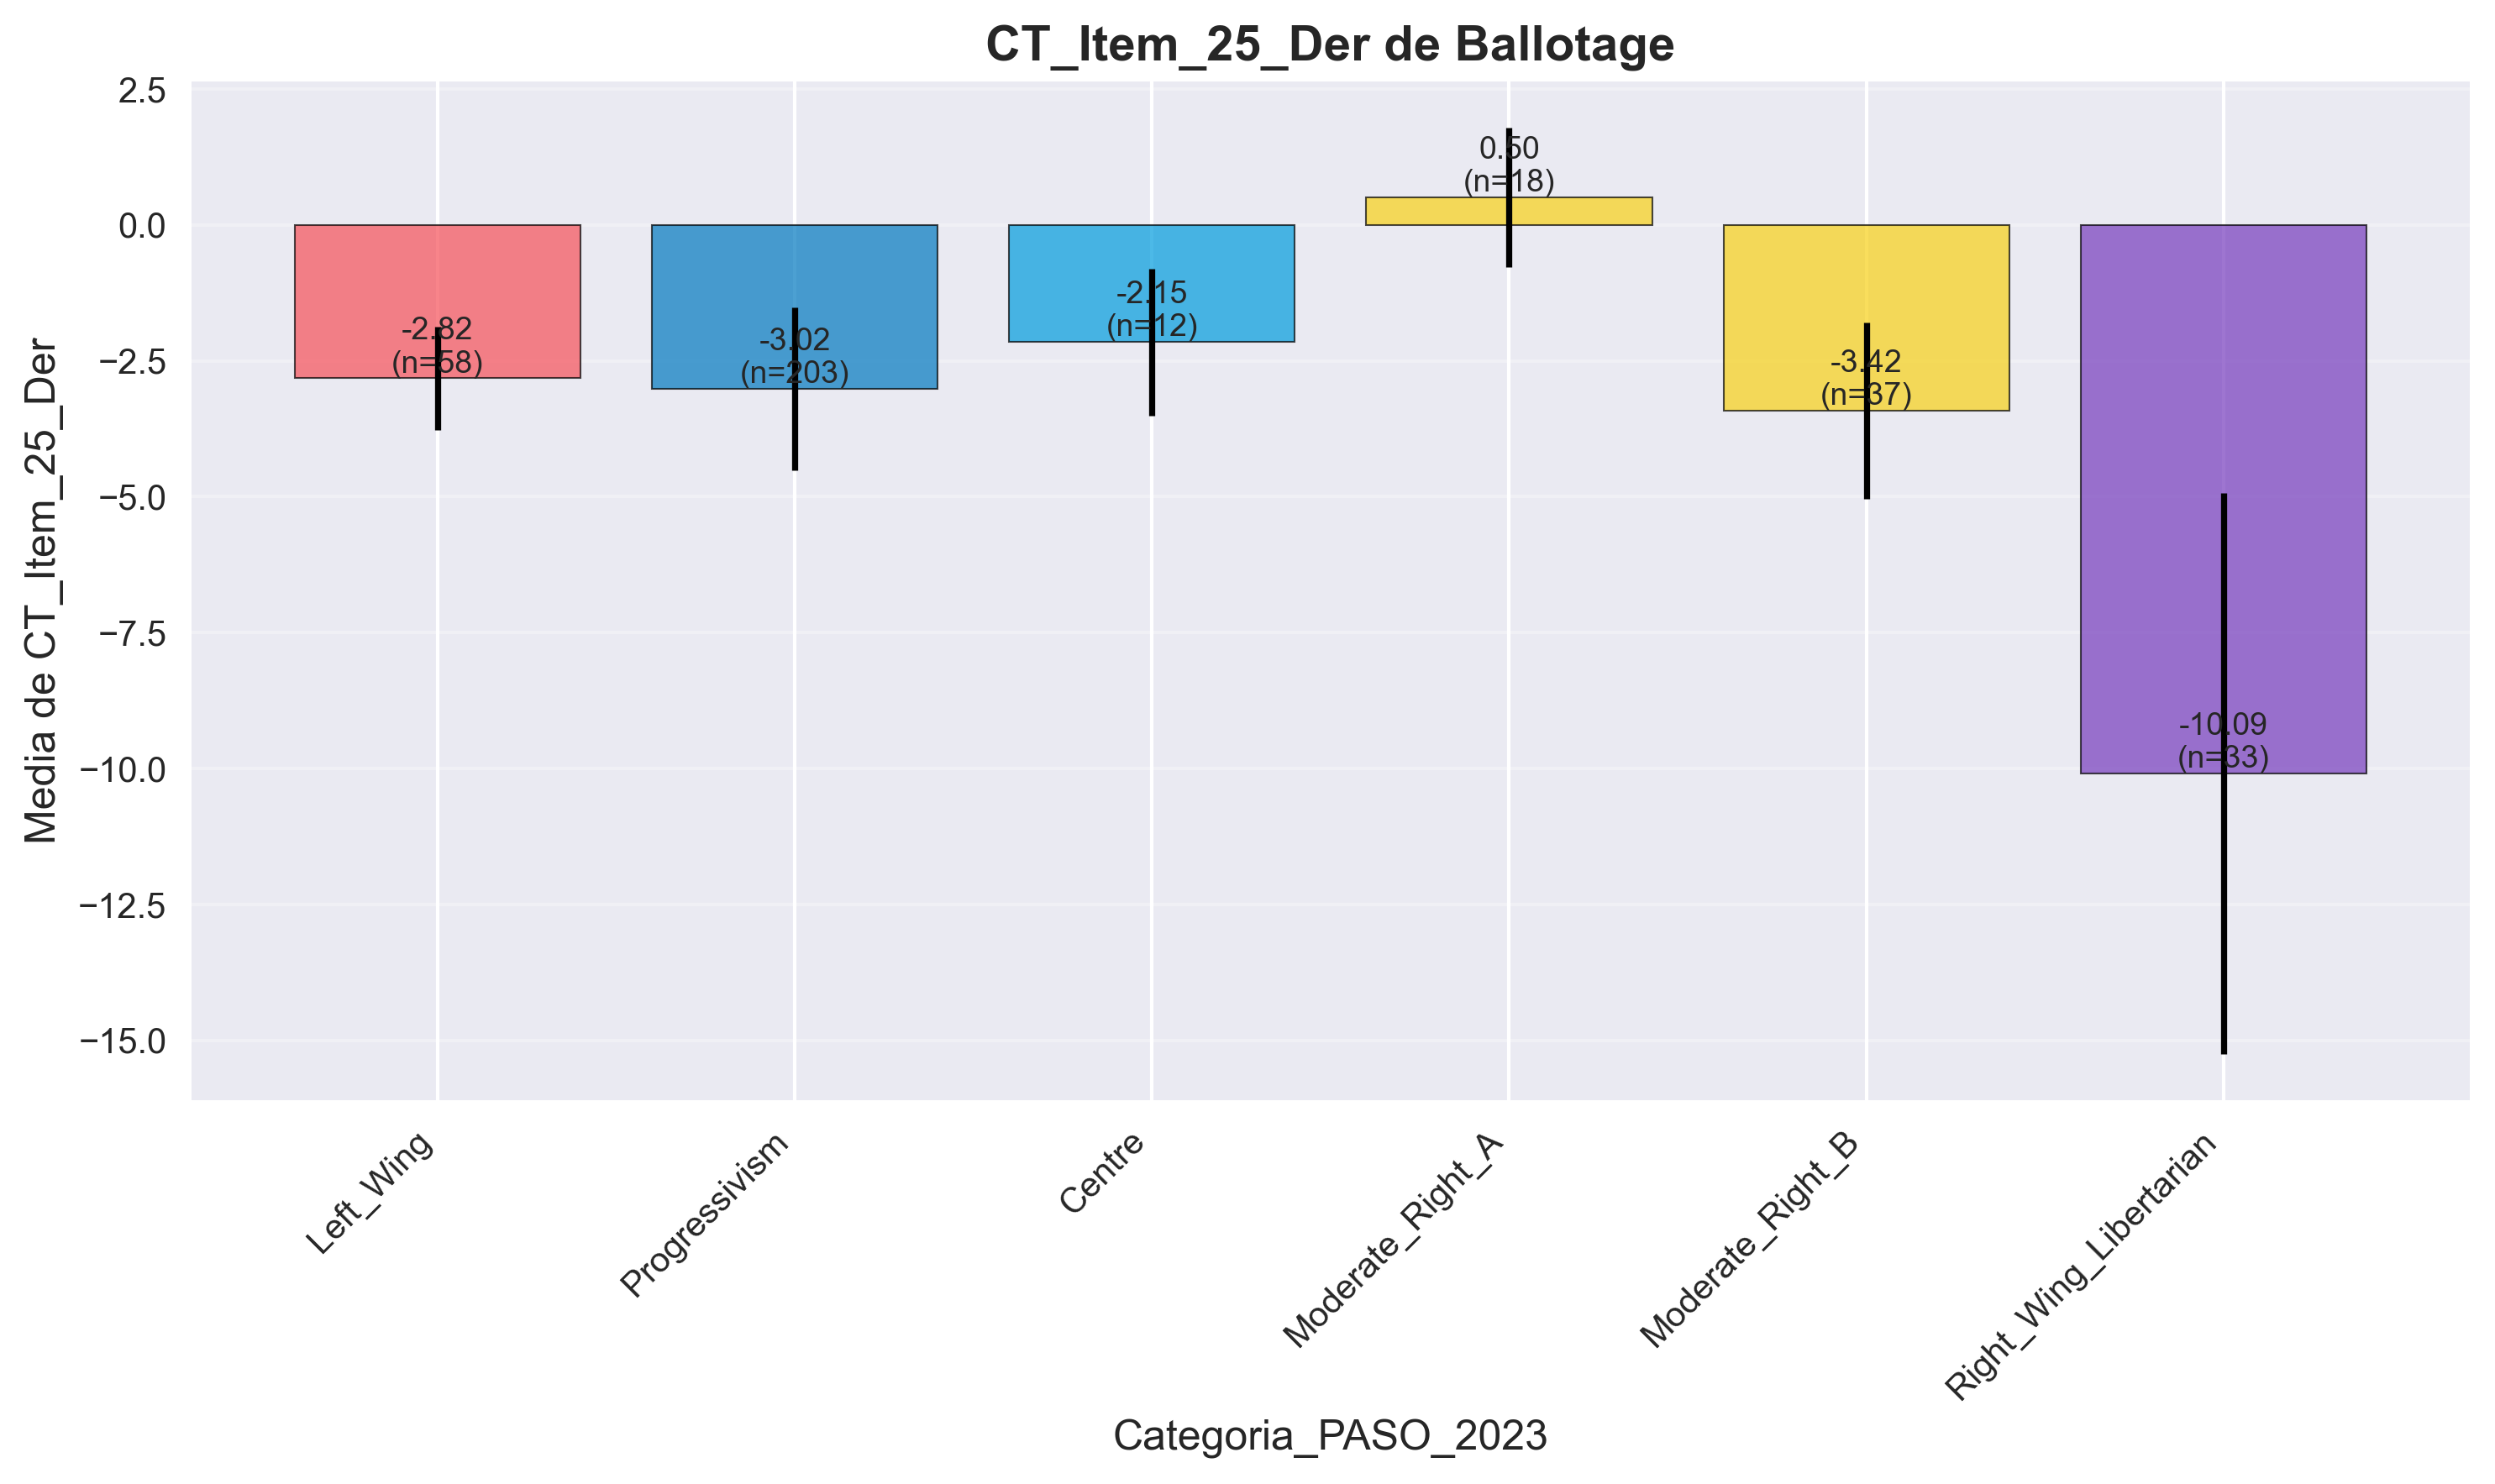 CT_Item_25_Der de Ballotage
Media de CT_Item_25_Der
2.5
0.0
−2.5
−5.0
−7.5
−10.0
−12.5
−15.0
-2.82
(n=58)
-3.02
(n=203)
-2.15
(n=12)
0.50
(n=18)
-3.42
(n=37)
-10.09
(n=33)
Left_Wing
Progressivism
Centre
Moderate_Right_A
Moderate_Right_B
Right_Wing_Libertarian
Categoria_PASO_2023